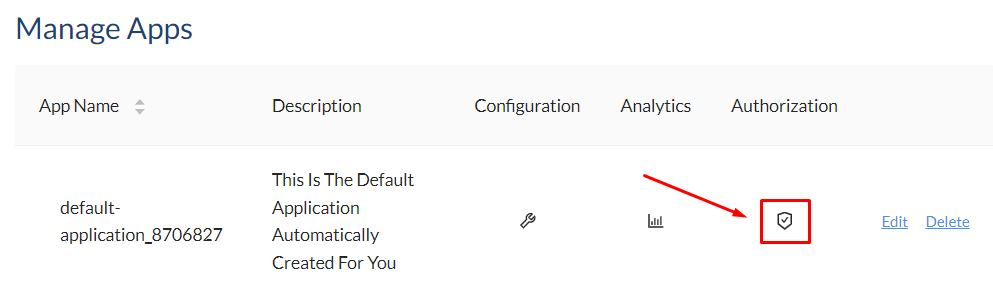 Manage Apps
App Name Description Configuration Analytics Authorization
This Is The Default
default- Application
application_8706827 Automatically Edit Delete
Created For You